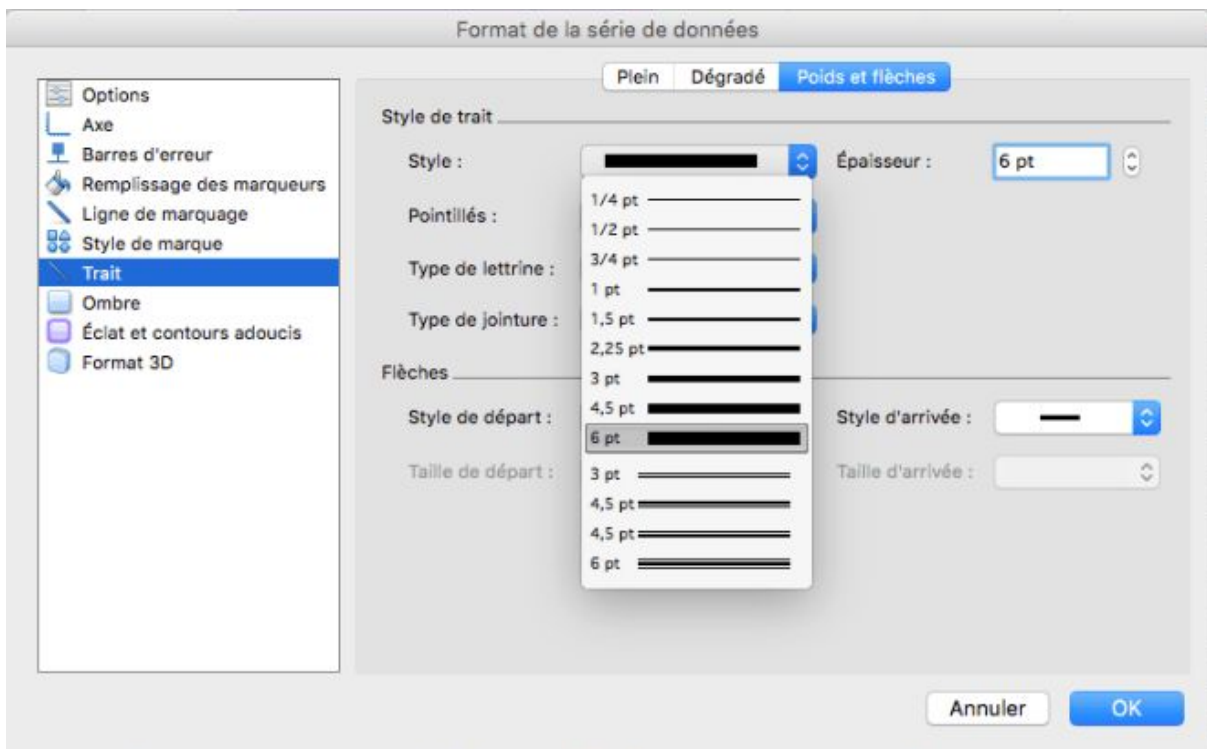 Format de la série de données
Plein Dégradé Poids et flèches
Options
Axe
Barres d'erreur
Remplissage des marqueurs
Ligne de marquage
Style de marque
Trait
Ombre
Éclat et contours adoucis
Format 3D
Style de trait
Style :
Épaisseur : 6 pt
Pointillés :
Type de lettrine :
Type de jointure :
1/4 pt
1/2 pt
3/4 pt
1 pt
1,5 pt
2,25 pt
3 pt
4,5 pt
6 pt
3 pt
4,5 pt
4,5 pt
6 pt
Flèches
Style de départ :
Style d'arrivée :
Taille de départ :
Taille d'arrivée :
Annuler OK